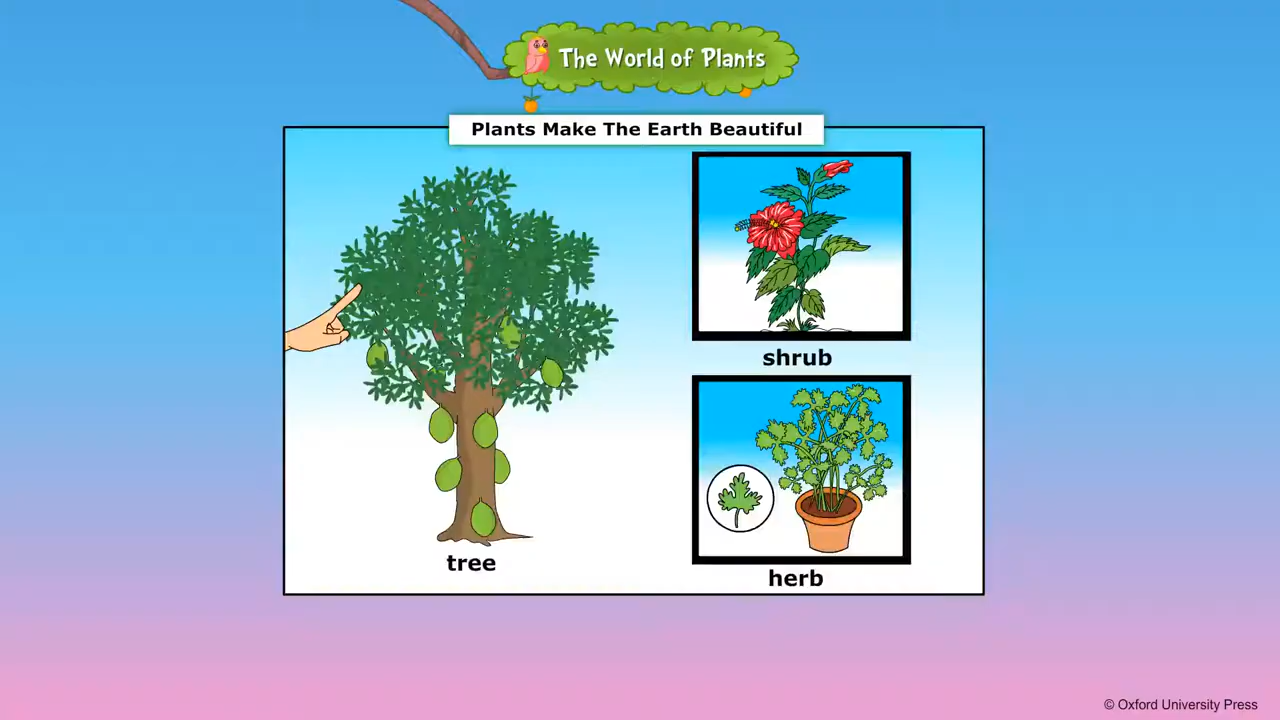 The World of Plants
Plants Make The Earth Beautiful
shrub
tree
herb
© Oxford University Press